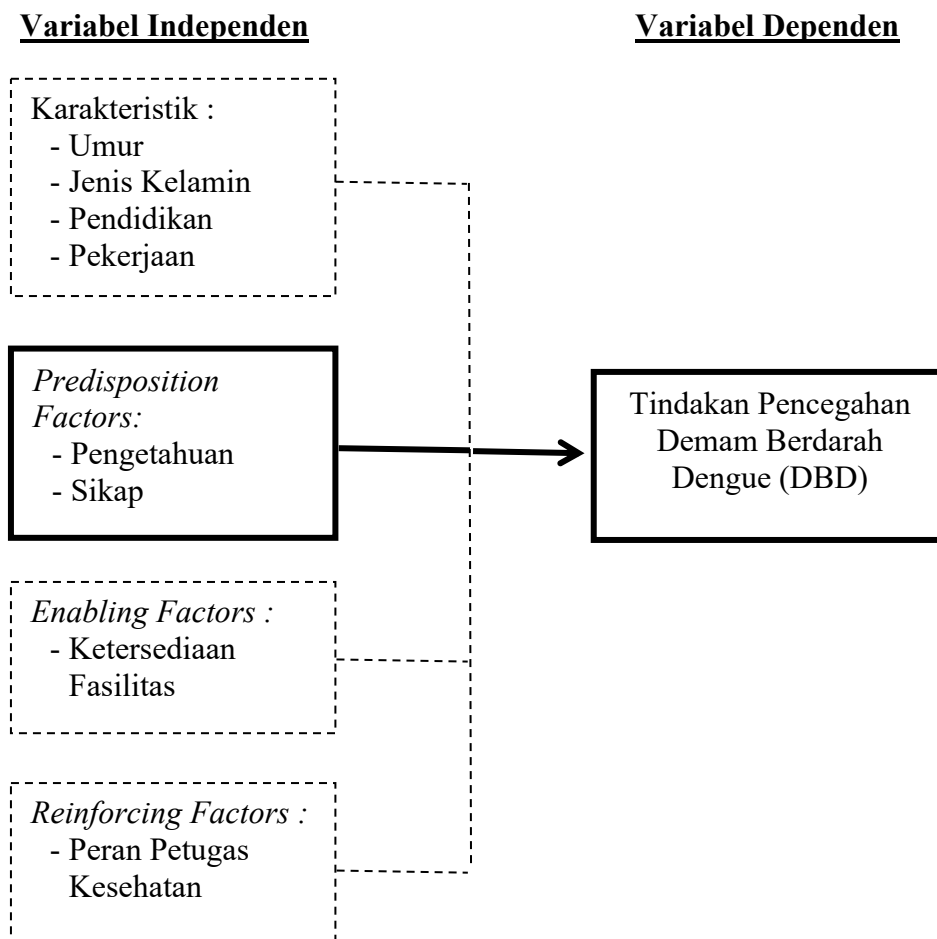 Variabel Independen
Variabel Dependen
Karakteristik :
- Umur
- Jenis Kelamin
- Pendidikan
- Pekerjaan
Predisposition
Factors:
- Pengetahuan
- Sikap
Tindakan Pencegahan
Demam Berdarah
Dengue (DBD)
Enabling Factors :
- Ketersediaan
Fasilitas
Reinforcing Factors :
- Peran Petugas
Kesehatan